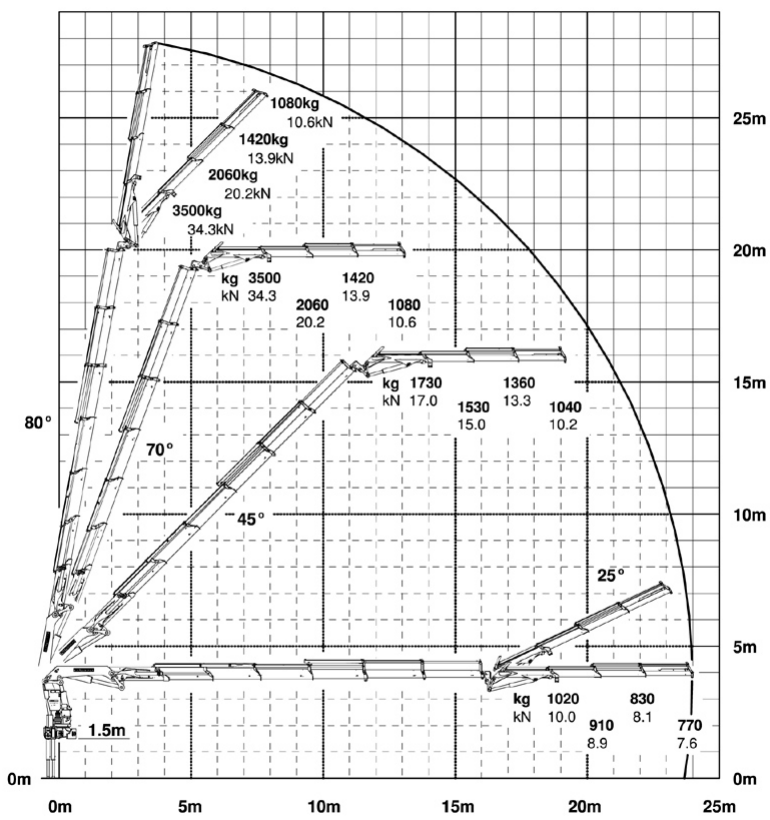 1080kg
10.6kN
25m
1420kg
13.9kN
2060kg
20.2kN
3500kg
34.3kN
20m
kg 3500 1420
kN 34.3 13.9
2060 1080
20.2 10.6
15m
kg 1730 1360
kN 17.0 13.3
1530 1040
15.0 10.2
80°
70°
45°
10m
25°
5m
kg 1020 830
kN 10.0 8.1
910 770
8.9 7.6
1.5m
0m 0m
0m 5m 10m 15m 20m 25m